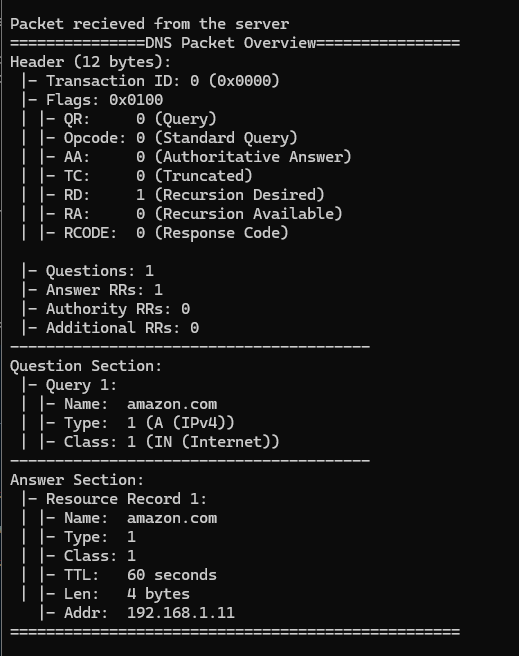 Packet recieved from the server
===============DNS Packet Overview================
Header (12 bytes):
 |- Transaction ID: 0 (0x0000)
 |- Flags: 0x0100
 | |- QR:     0 (Query)
 | |- Opcode: 0 (Standard Query)
 | |- AA:     0 (Authoritative Answer)
 | |- TC:     0 (Truncated)
 | |- RD:     1 (Recursion Desired)
 | |- RA:     0 (Recursion Available)
 | |- RCODE:  0 (Response Code)

 |- Questions: 1
 |- Answer RRs: 1
 |- Authority RRs: 0
 |- Additional RRs: 0
----------------------------------------
Question Section:
 |- Query 1:
 | |- Name:  amazon.com
 | |- Type:  1 (A (IPv4))
 | |- Class: 1 (IN (Internet))
----------------------------------------
Answer Section:
 |- Resource Record 1:
 | |- Name:  amazon.com
 | |- Type:  1
 | |- Class: 1
 | |- TTL:   60 seconds
 | |- Len:   4 bytes
   |- Addr:  192.168.1.11
==================================================